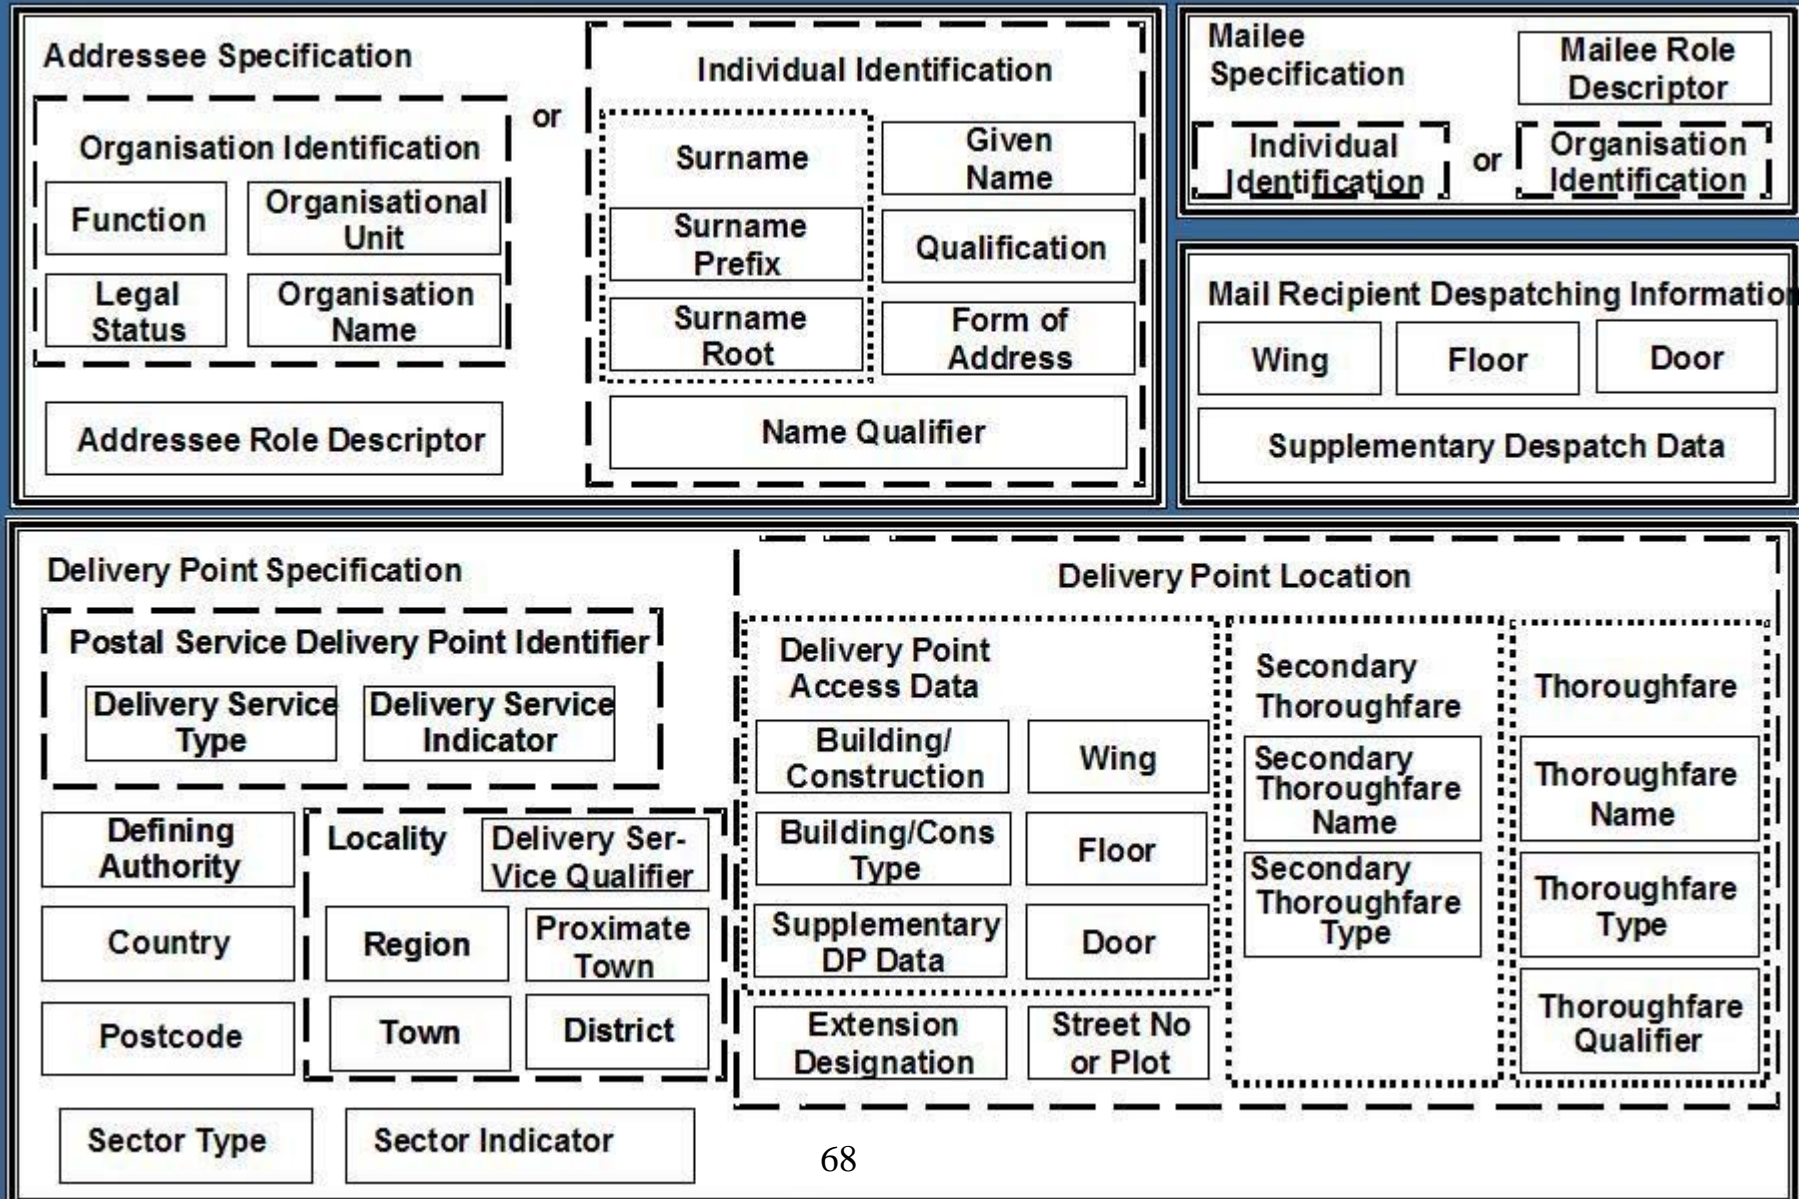 Addressee Specification
or
Organisation Identification
Function
Organisational
Unit
Legal
Status
Organisation
Name
Addressee Role Descriptor
Individual Identification
Surname
Given
Name
Surname
Prefix
Qualification
Surname
Root
Form of
Address
Name Qualifier
Mailee
Specification
Mailee Role
Descriptor
Individual
Identification
or
Organisation
Identification
Mail Recipient Despatching Information
Wing
Floor
Door
Supplementary Despatch Data
Delivery Point Specification
Postal Service Delivery Point Identifier
Delivery Service
Type
Delivery Service
Indicator
Defining
Authority
Country
Postcode
Locality
Delivery Ser-
Vice Qualifier
Region
Proximate
Town
Town
District
Sector Type
Sector Indicator
Delivery Point Location
Delivery Point
Access Data
Building/
Construction
Wing
Building/Cons
Type
Floor
Supplementary
DP Data
Door
Extension
Designation
Street No
or Plot
Secondary
Thoroughfare
Secondary
Thoroughfare
Name
Secondary
Thoroughfare
Type
Thoroughfare
Thoroughfare
Name
Thoroughfare
Type
Thoroughfare
Qualifier
68